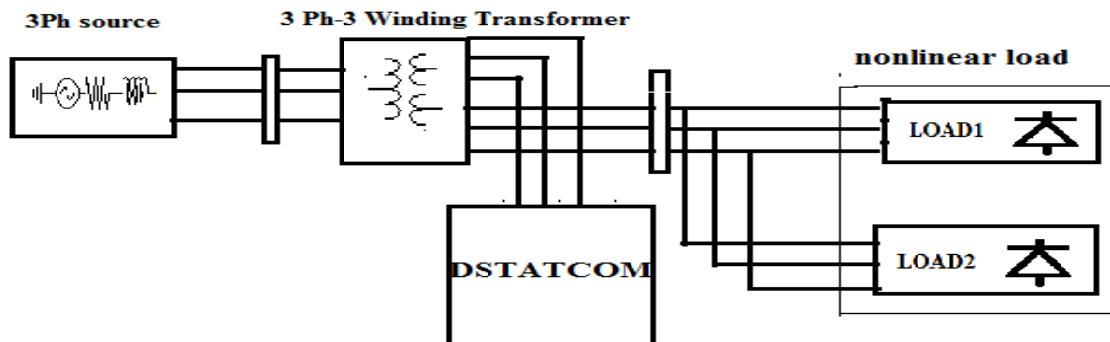 3Ph source
3 Ph-3 Winding Transformer
nonlinear load
LOAD1
LOAD2
DSTATCOM